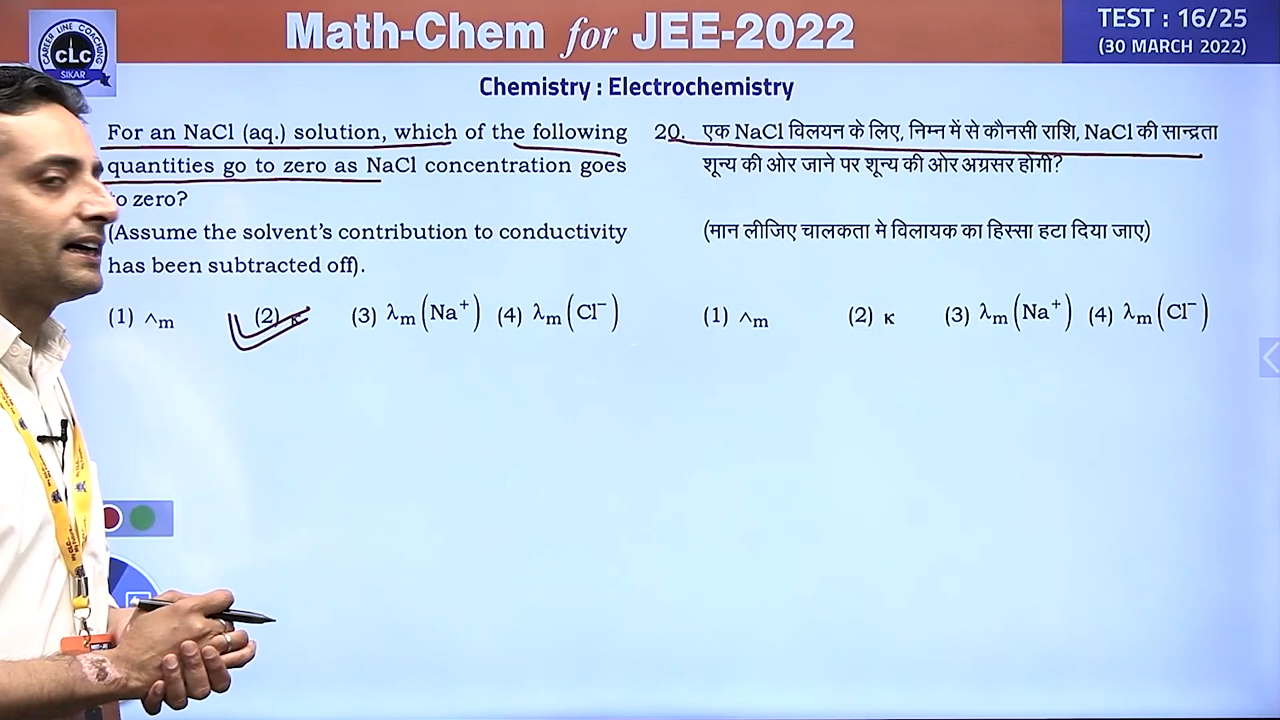 CAREER LINE COACHING
CLC
SIKAR
Math-Chem for JEE-2022
TEST : 16/25
(30 MARCH 2022)
Chemistry : Electrochemistry
For an NaCl (aq.) solution, which of the following
quantities go to zero as NaCl concentration goes
to zero?
(Assume the solvent's contribution to conductivity
has been subtracted off).
(1) ^m (2) κ (3) λm(Na⁺) (4) λm(Cl⁻)
20. एक NaCl विलयन के लिए, निम्न में से कौनसी राशि, NaCl की सान्द्रता
शून्य की ओर जाने पर शून्य की ओर अग्रसर होगी?
(मान लीजिए चालकता मे विलायक का हिस्सा हटा दिया जाए)
(1) ^m (2) κ (3) λm(Na⁺) (4) λm(Cl⁻)